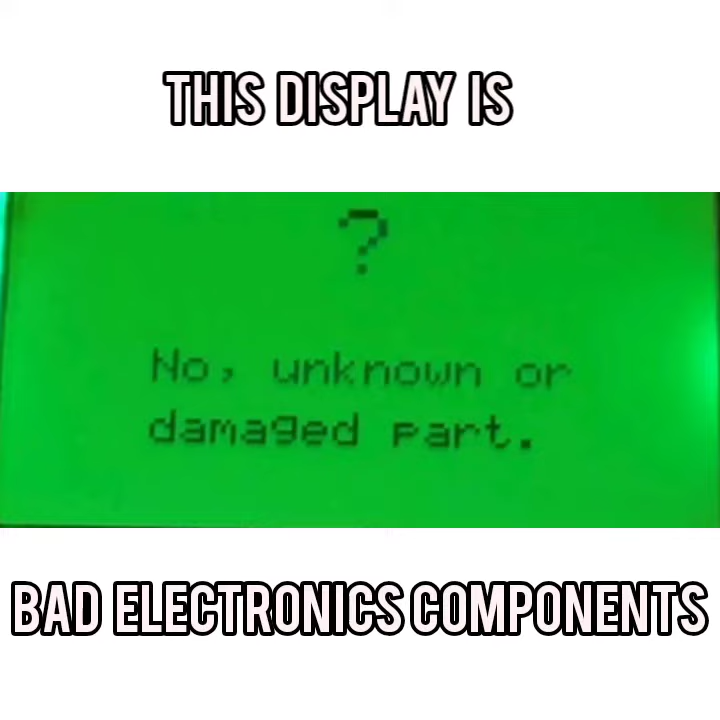 THIS DISPLAY IS
?
No, unknown or
damaged part.
BAD ELECTRONICS COMPONENTS